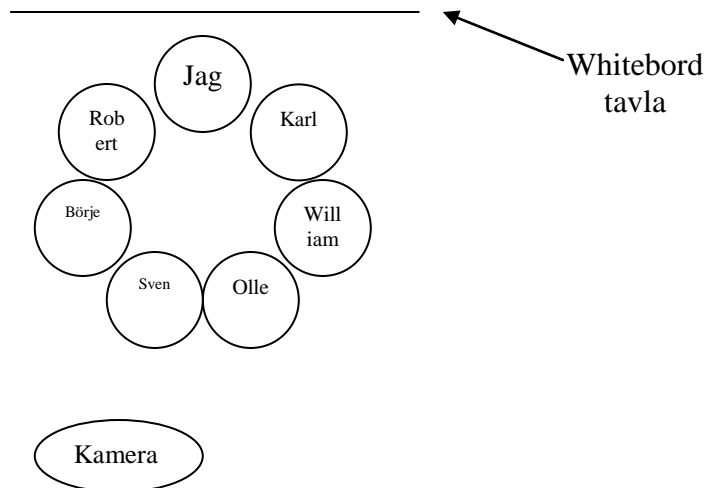 Jag
Whitebord
tavla
Rob
ert
Karl
Börje
Will
iam
Sven
Olle
Kamera